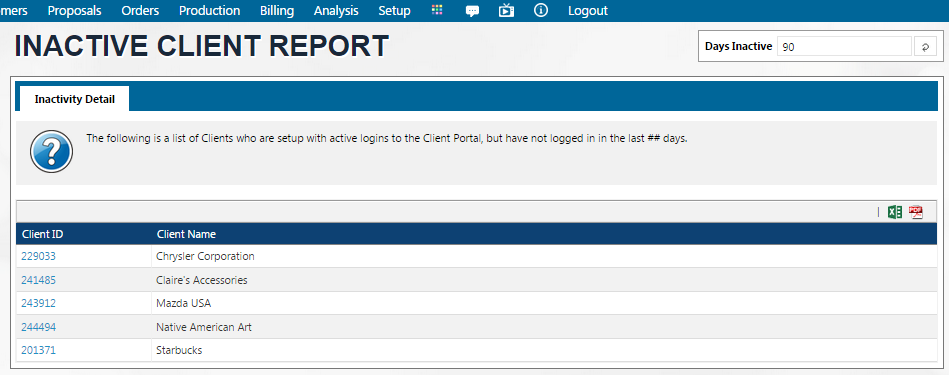 mers Proposals Orders Production Billing Analysis Setup Logout
INACTIVE CLIENT REPORT
Days Inactive 90
Inactivity Detail
The following is a list of Clients who are setup with active logins to the Client Portal, but have not logged in in the last ## days.
PDF
Client ID Client Name
229033 Chrysler Corporation
241485 Claire's Accessories
243912 Mazda USA
244494 Native American Art
201371 Starbucks